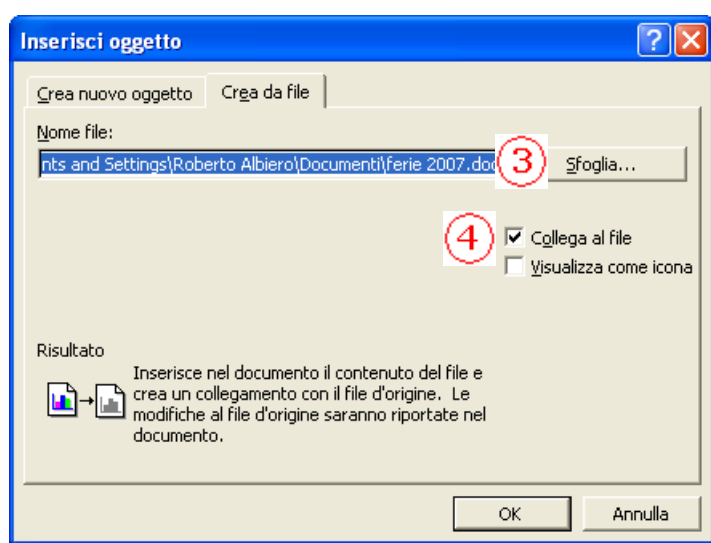 Inserisci oggetto
Crea nuovo oggetto Crea da file
Nome file:
nts and Settings\Roberto Albiero\Documenti\ferie 2007.doc 3 Sfoglia...
4 Collega al file
Visualizza come icona
Risultato
Inserisce nel documento il contenuto del file e
crea un collegamento con il file d'origine. Le
modifiche al file d'origine saranno riportate nel
documento.
OK Annulla